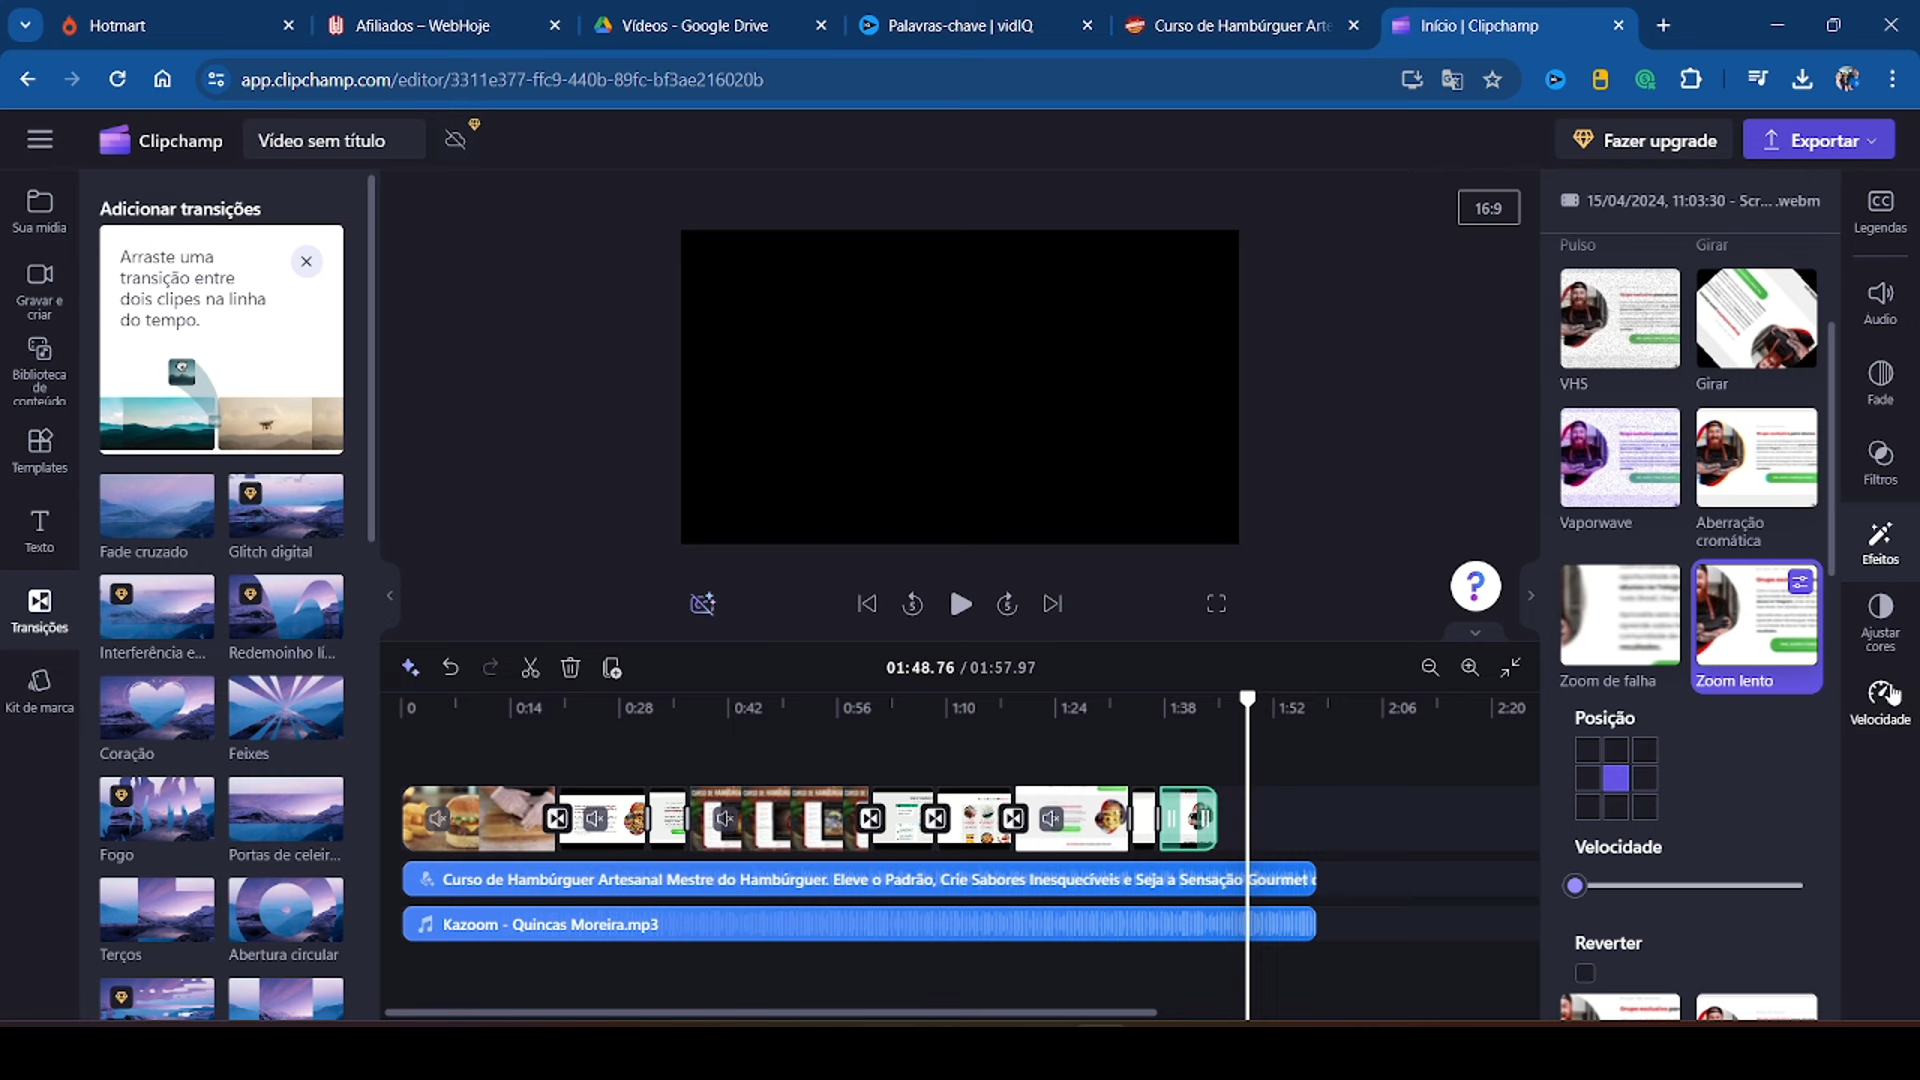 Hotmart
Afiliados – WebHoje
Vídeos - Google Drive
Palavras-chave | vidIQ
Curso de Hambúrguer Arte
Início | Clipchamp
app.clipchamp.com/editor/3311e377-ffc9-440b-89fc-bf3ae216020b
Clipchamp
Vídeo sem título
Fazer upgrade
Exportar
Sua mídia
Gravar e
criar
Biblioteca
de
conteúdo
Templates
Texto
Transições
Kit de marca
Adicionar transições
Arraste uma
transição entre
dois clipes na linha
do tempo.
Fade cruzado
Glitch digital
Interferência e...
Redemoinho lí...
Coração
Feixes
Fogo
Portas de celeir...
Terços
Abertura circular
16:9
?
01:48.76 / 01:57.97
0
0:14
0:28
0:42
0:56
1:10
1:24
1:38
1:52
2:06
2:20
Curso de Hambúrguer Artesanal Mestre do Hambúrguer. Eleve o Padrão, Crie Sabores Inesquecíveis e Seja a Sensação Gourmet
Kazoom - Quincas Moreira.mp3
15/04/2024, 11:03:30 - Scr... .webm
Pulso
Girar
VHS
Girar
Vaporwave
Aberração
cromática
Zoom de falha
Zoom lento
Posição
Velocidade
Reverter
CC
Legendas
Áudio
Fade
Filtros
Efeitos
Ajustar
cores
Velocidade